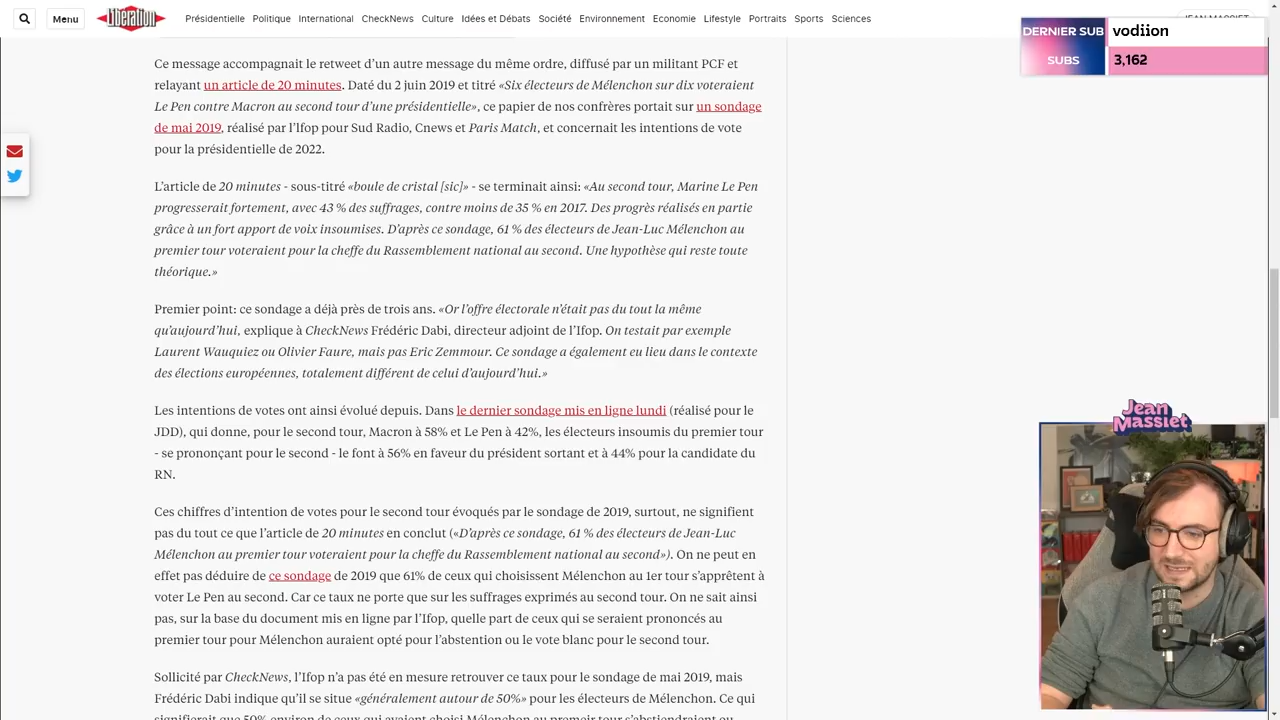 Menu
Libération
Présidentielle Politique International CheckNews Culture Idées et Débats Société Environnement Economie Lifestyle Portraits Sports Sciences
JEAN MASSIET
DERNIER SUB vodiion
SUBS 3,162
Ce message accompagnait le retweet d’un autre message du même ordre, diffusé par un militant PCF et
relayant un article de 20 minutes. Daté du 2 juin 2019 et titré «Six électeurs de Mélenchon sur dix voteraient
Le Pen contre Macron au second tour d’une présidentielle», ce papier de nos confrères portait sur un sondage
de mai 2019, réalisé par l’Ifop pour Sud Radio, Cnews et Paris Match, et concernait les intentions de vote
pour la présidentielle de 2022.
L’article de 20 minutes - sous-titré «boule de cristal [sic]» - se terminait ainsi: «Au second tour, Marine Le Pen
progresserait fortement, avec 43 % des suffrages, contre moins de 35 % en 2017. Des progrès réalisés en partie
grâce à un fort apport de voix insoumises. D’après ce sondage, 61 % des électeurs de Jean-Luc Mélenchon au
premier tour voteraient pour la cheffe du Rassemblement national au second. Une hypothèse qui reste toute
théorique.»
Premier point: ce sondage a déjà près de trois ans. «Or l’offre électorale n’était pas du tout la même
qu’aujourd’hui, explique à CheckNews Frédéric Dabi, directeur adjoint de l’Ifop. On testait par exemple
Laurent Wauquiez ou Olivier Faure, mais pas Eric Zemmour. Ce sondage a également eu lieu dans le contexte
des élections européennes, totalement différent de celui d’aujourd’hui.»
Les intentions de votes ont ainsi évolué depuis. Dans le dernier sondage mis en ligne lundi (réalisé pour le
JDD), qui donne, pour le second tour, Macron à 58% et Le Pen à 42%, les électeurs insoumis du premier tour
- se prononçant pour le second - le font à 56% en faveur du président sortant et à 44% pour la candidate du
RN.
Ces chiffres d’intention de votes pour le second tour évoqués par le sondage de 2019, surtout, ne signifient
pas du tout ce que l’article de 20 minutes en conclut («D’après ce sondage, 61 % des électeurs de Jean-Luc
Mélenchon au premier tour voteraient pour la cheffe du Rassemblement national au second»). On ne peut en
effet pas déduire de ce sondage de 2019 que 61% de ceux qui choisissent Mélenchon au 1er tour s’apprêtent à
voter Le Pen au second. Car ce taux ne porte que sur les suffrages exprimés au second tour. On ne sait ainsi
pas, sur la base du document mis en ligne par l’Ifop, quelle part de ceux qui se seraient prononcés au
premier tour pour Mélenchon auraient opté pour l’abstention ou le vote blanc pour le second tour.
Sollicité par CheckNews, l’Ifop n’a pas été en mesure retrouver ce taux pour le sondage de mai 2019, mais
Frédéric Dabi indique qu’il se situe «généralement autour de 50%» pour les électeurs de Mélenchon. Ce qui
signifierait que 50% environ de ceux qui avaient choisi Mélenchon au premeir tour s’abstiendraient ou
Jean
Massiet